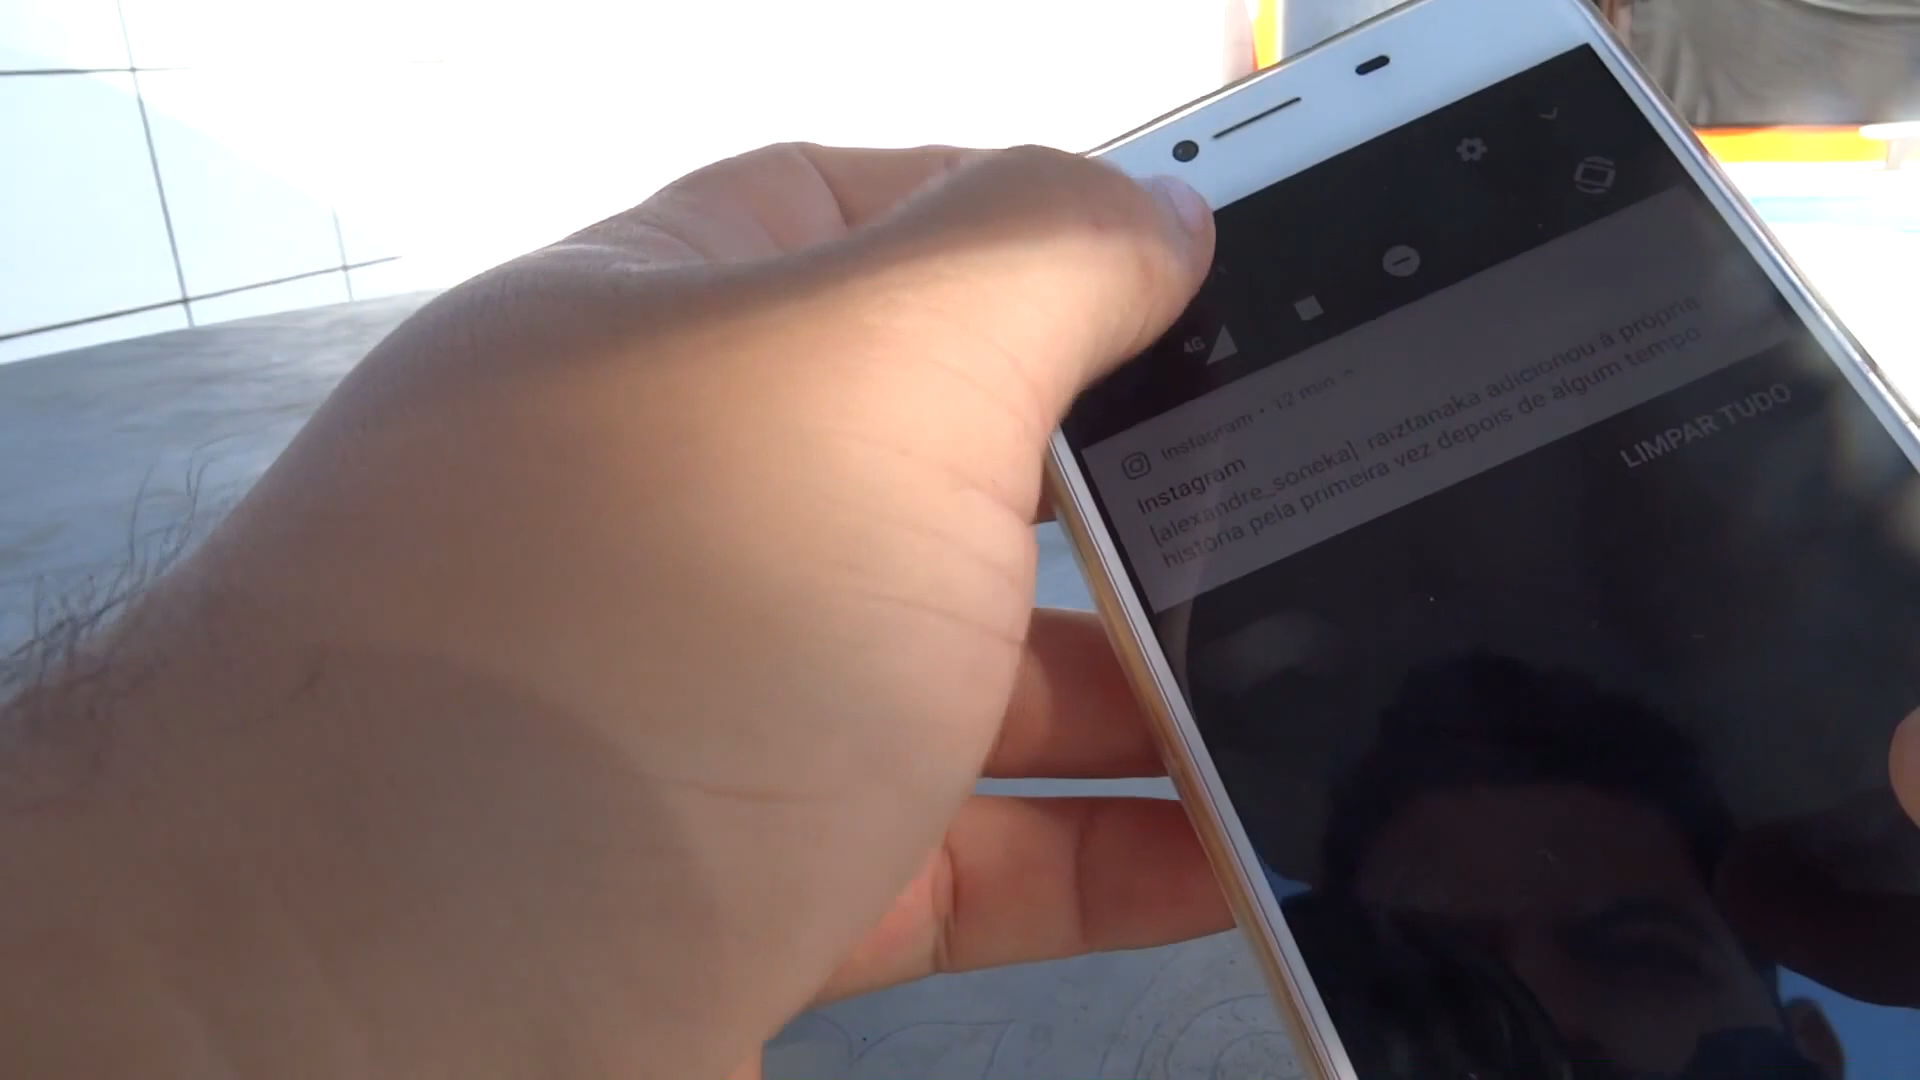 4G
Instagram • 12 min
Instagram
[alexandre_soneka] raiztanaka adicionou à própria
história pela primeira vez depois de algum tempo
LIMPAR TUDO